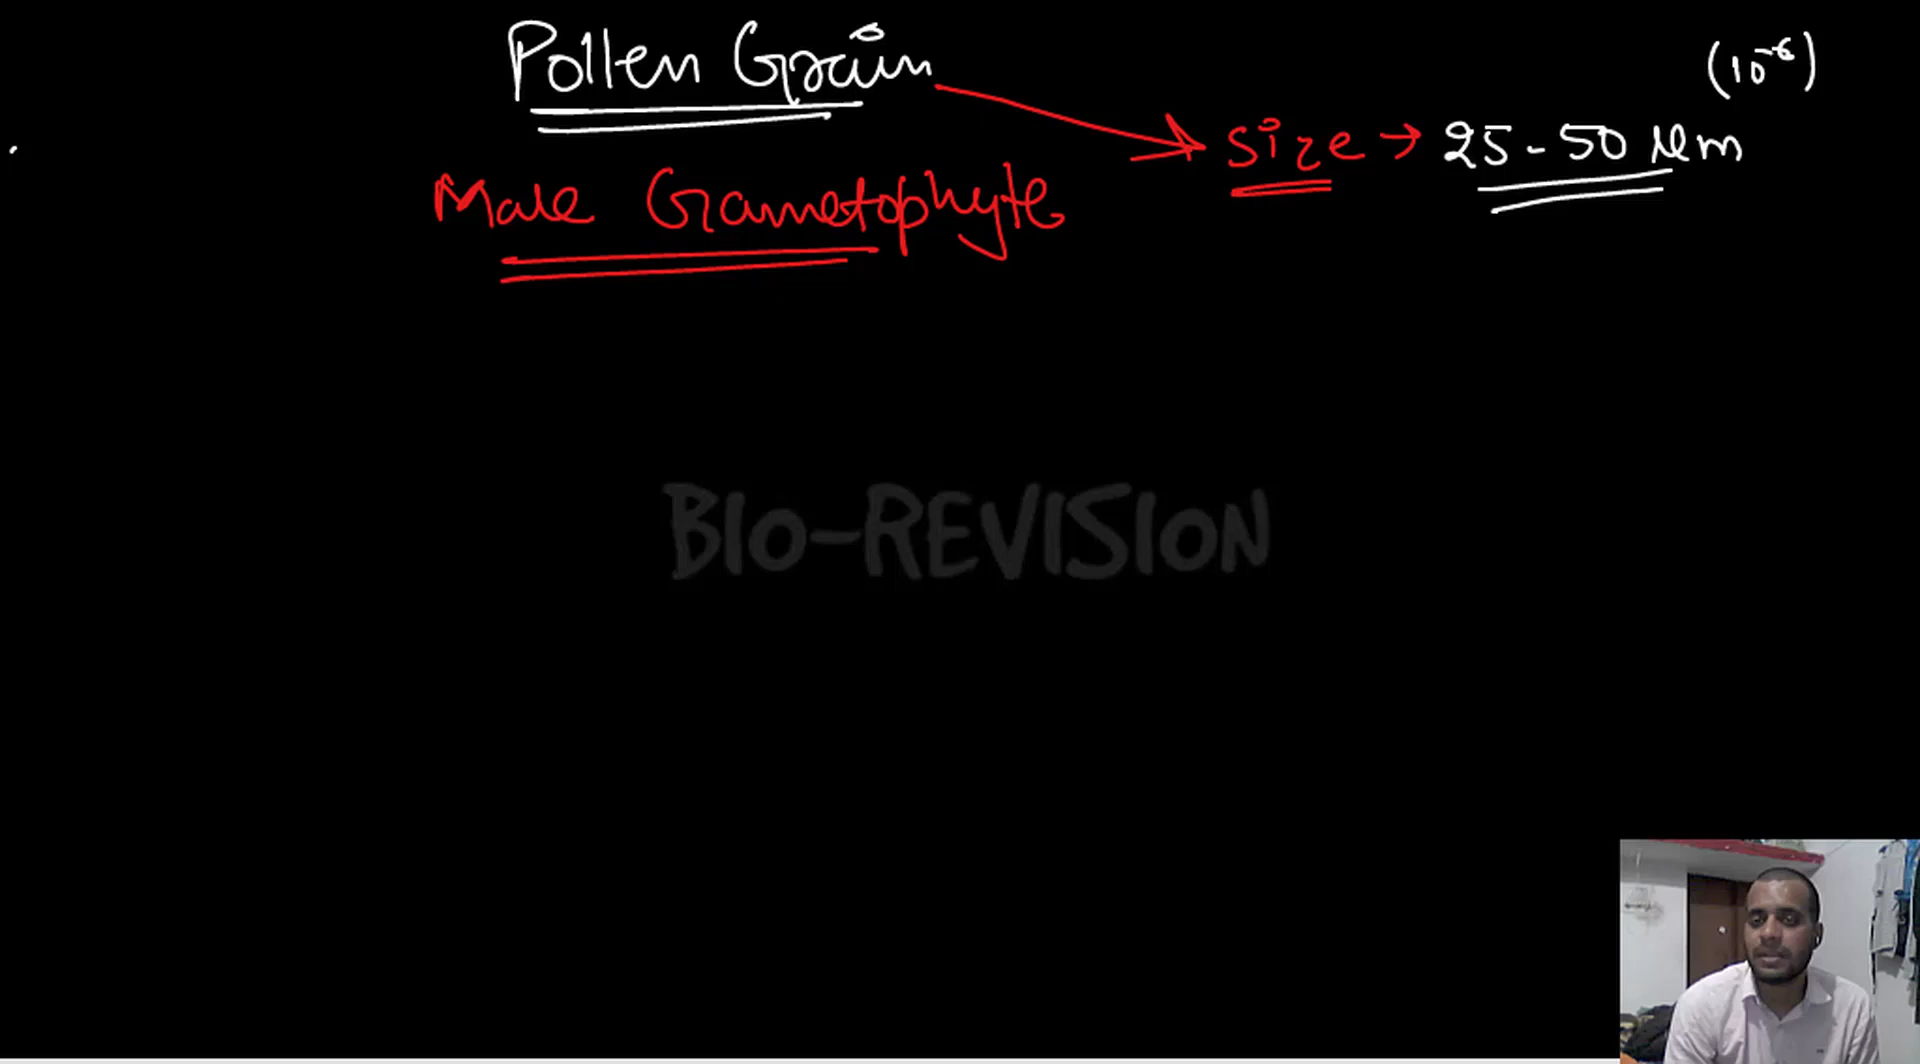 Pollen Grain
(10⁻⁶)
Size → 25 - 50 μm
Male Gametophyte
BIO-REVISION